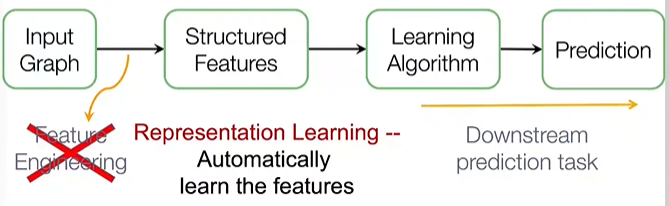 Input
Graph
Structured
Features
Learning
Algorithm
Prediction
Feature
Engineering
Representation Learning --
Automatically
learn the features
Downstream
prediction task